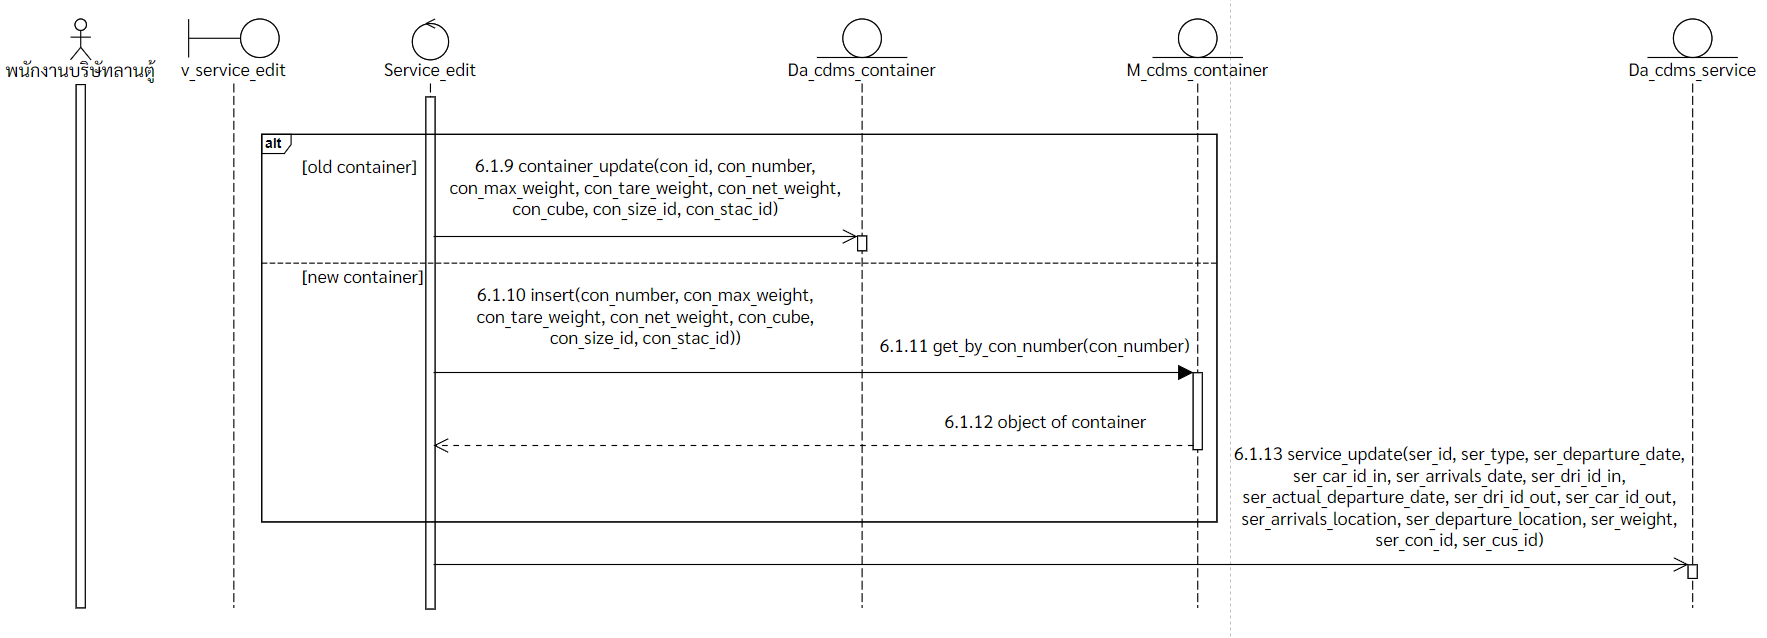 พนักงานบริษัทลานตู้
v_service_edit
Service_edit
Da_cdms_container
M_cdms_container
Da_cdms_service
alt
[old container]
6.1.9 container_update(con_id, con_number,
con_max_weight, con_tare_weight, con_net_weight,
con_cube, con_size_id, con_stac_id)
[new container]
6.1.10 insert(con_number, con_max_weight,
con_tare_weight, con_net_weight, con_cube,
con_size_id, con_stac_id))
6.1.11 get_by_con_number(con_number)
6.1.12 object of container
6.1.13 service_update(ser_id, ser_type, ser_departure_date,
ser_car_id_in, ser_arrivals_date, ser_dri_id_in,
ser_actual_departure_date, ser_dri_id_out, ser_car_id_out,
ser_arrivals_location, ser_departure_location, ser_weight,
ser_con_id, ser_cus_id)